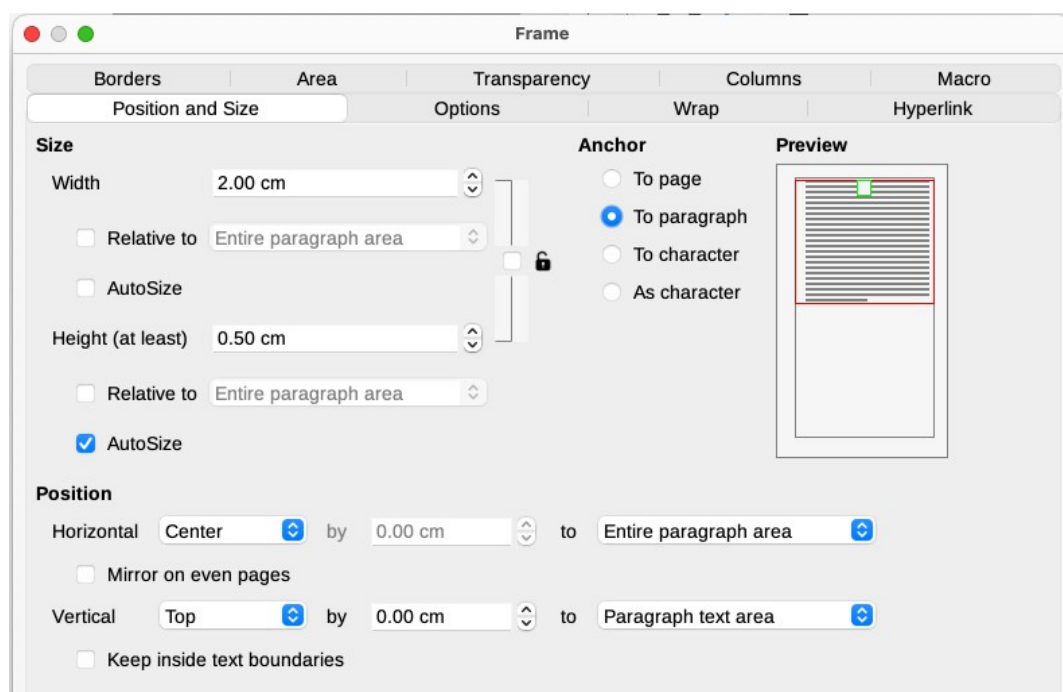 Frame
Borders Area Transparency Columns Macro
Position and Size Options Wrap Hyperlink
Size Anchor Preview
Width 2.00 cm To page
To paragraph
Relative to Entire paragraph area
To character
AutoSize As character
Height (at least) 0.50 cm
Relative to Entire paragraph area
AutoSize
Position
Horizontal Center by 0.00 cm to Entire paragraph area
Mirror on even pages
Vertical Top by 0.00 cm to Paragraph text area
Keep inside text boundaries